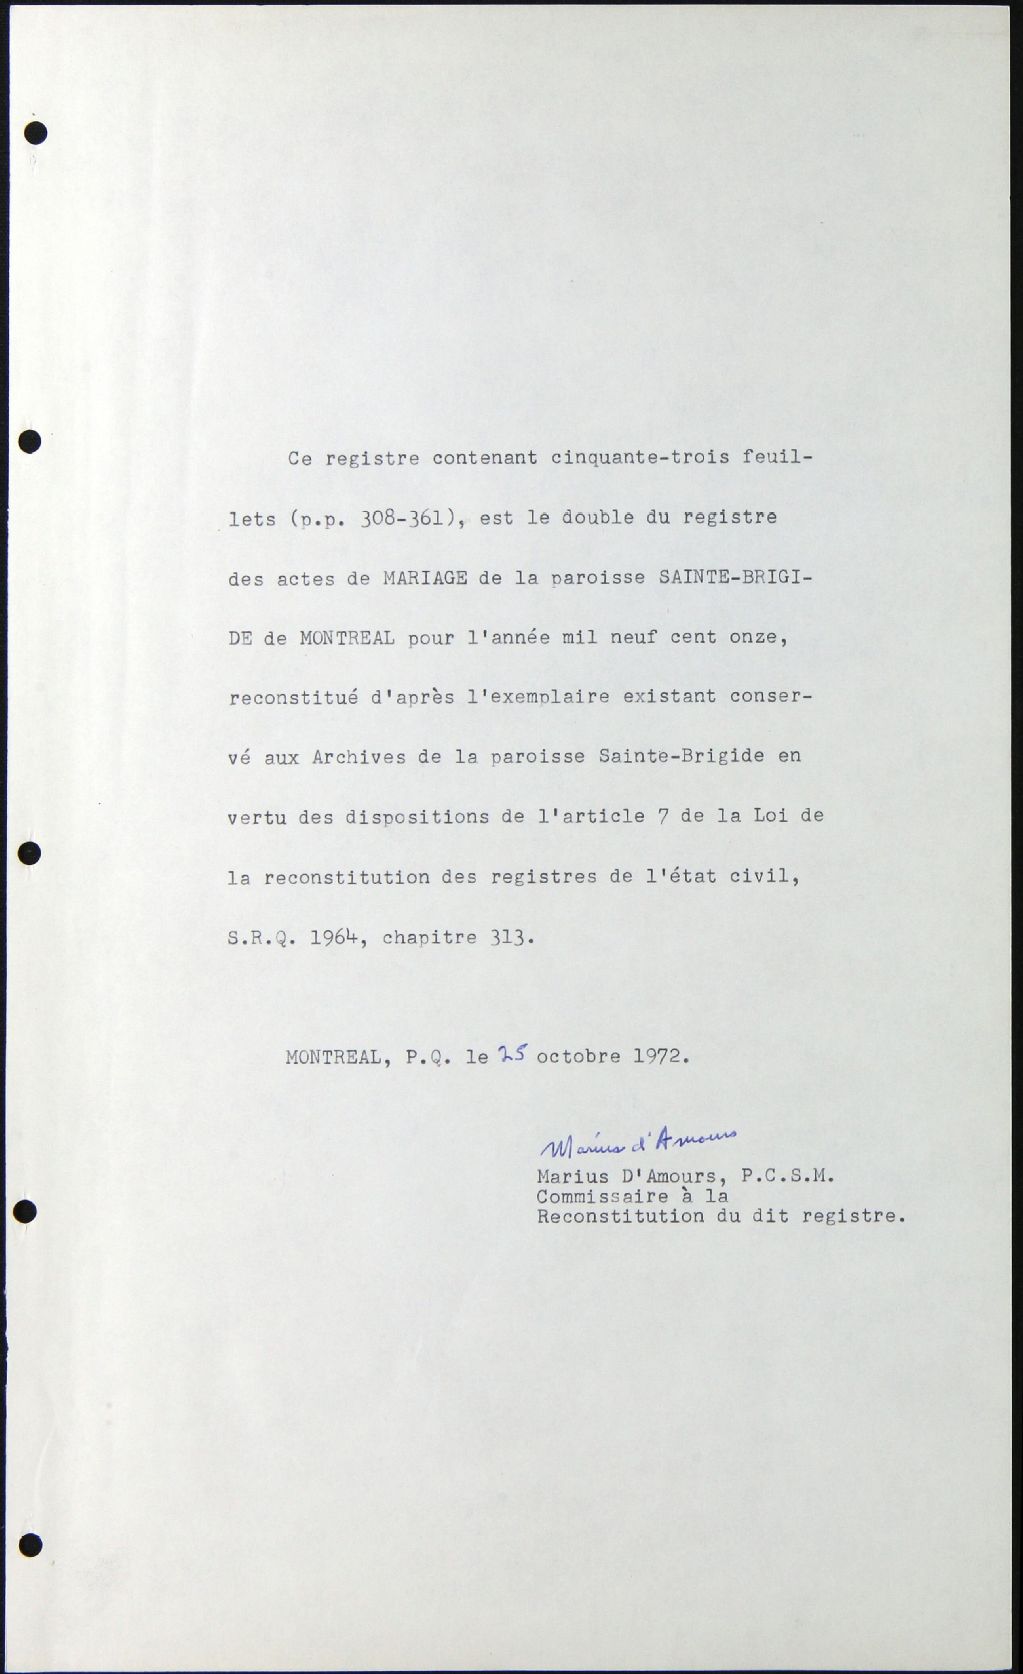 Ce registre contenant cinquante-trois feuil-
lets (p.p. 308-361), est le double du registre
des actes de MARIAGE de la paroisse SAINTE-BRIGI-
DE de MONTREAL pour l'année mil neuf cent onze,
reconstitué d'après l'exemplaire existant conser-
vé aux Archives de la paroisse Sainte-Brigide en
vertu des dispositions de l'article 7 de la Loi de
la reconstitution des registres de l'état civil,
S.R.Q. 1964, chapitre 313.
MONTREAL, P.Q. le 25 octobre 1972.
Marius d'Amours
Marius D'Amours, P.C.S.M.
Commissaire à la
Reconstitution du dit registre.